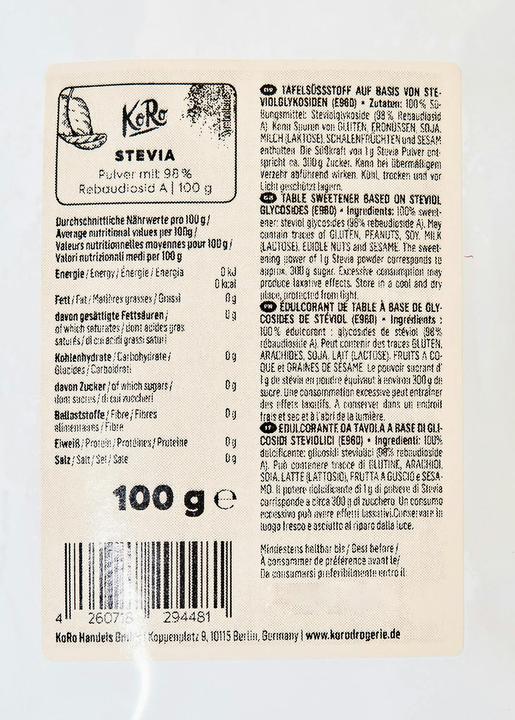 KoRo
STEVIA
Pulver mit 98 %
Rebaudiosid A | 100 g
Durchschnittliche Nährwerte pro 100 g /
Average nutritional values per 100g /
Valeurs nutritionnelles moyennes pour 100 g /
Valori nutrizionali medi per 100 g
Energie / Energy / Énergie / Energia 0 kJ
0 kcal
Fett / Fat / Matières grasses / Grassi 0 g
davon gesättigte Fettsäuren / 0 g
of which saturates / dont acides gras
saturés / di cui acidi grassi saturi
Kohlenhydrate / Carbohydrate / 0 g
Glucides / Carboidrati
davon Zucker / of which sugars / 0 g
dont sucres / di cui zuccheri
Ballaststoffe / Fibre / Fibres 0 g
alimentaires / Fibre
Eiweiß / Protein / Protéines / Proteine 0 g
Salz / Salt / Sel / Sale 0 g
100 g ℮
4 260718 294481
DE TAFELSÜSSSTOFF AUF BASIS VON STE-
VIOLGLYKOSIDEN (E960) • Zutaten: 100% Sü-
ßungsmittel: Steviolglykoside (98% Rebaudiosid
A). Kann Spuren von GLUTEN, ERDNÜSSEN, SOJA,
MILCH (LAKTOSE), SCHALENFRÜCHTEN und SESAM
enthalten. Die Süßkraft von 1 g Stevia Pulver ent-
spricht ca. 300 g Zucker. Kann bei übermäßigem
Verzehr abführend wirken. Kühl, trocken und vor
Licht geschützt lagern.
GB TABLE SWEETENER BASED ON STEVIOL
GLYCOSIDES (E960) • Ingredients: 100% sweet-
ener: steviol glycosides (98% rebaudioside A). May
contain traces of GLUTEN, PEANUTS, SOY, MILK
(LACTOSE), EDIBLE NUTS and SESAME. The sweet-
ening power of 1 g Stevia powder corresponds to
approx. 300 g sugar. Excessive consumption may
produce laxative effects. Store in a cool and dry
place, protected from light.
FR ÉDULCORANT DE TABLE À BASE DE GLY-
COSIDES DE STÉVIOL (E960) • Ingrédients :
100 % édulcorant : glycosides de stéviol (98%
rébaudioside A). Peut contenir des traces GLUTEN,
ARACHIDES, SOJA, LAIT (LACTOSE), FRUITS A CO-
QUE et GRAINES DE SÉSAME. Le pouvoir sucrant d'
1 g de stévia en poudre équivaut à environ 300 g de
sucre. Une consommation excessive peut entraîner
des effets laxatifs. A conserver dans un endroit
frais et sec et à l'abri de la lumière.
IT EDULCORANTE DA TAVOLA A BASE DI GLI-
COSIDI STEVIOLICI (E960) • Ingredienti: 100%
dolcificante: glicosidi steviolici (98% rebaudioside
A). Può contenere tracce di GLUTINE, ARACHIDI,
SOIA, LATTE (LATTOSIO), FRUTTA A GUSCIO e SESA-
MO. Il potere dolcificante di 1 g di polvere di Stevia
corrisponde a circa 300 g di zucchero. Un consumo
eccessivo può avere effetti lassativi. Conservare in
luogo fresco e asciutto al riparo dalla luce.
Mindestens haltbar bis / Best before /
À consommer de préférence avant le /
Da consumarsi preferibilmente entro il:
KoRo Handels | Koppenplatz 9, 10115 Berlin, Germany | www.korodrogerie.de